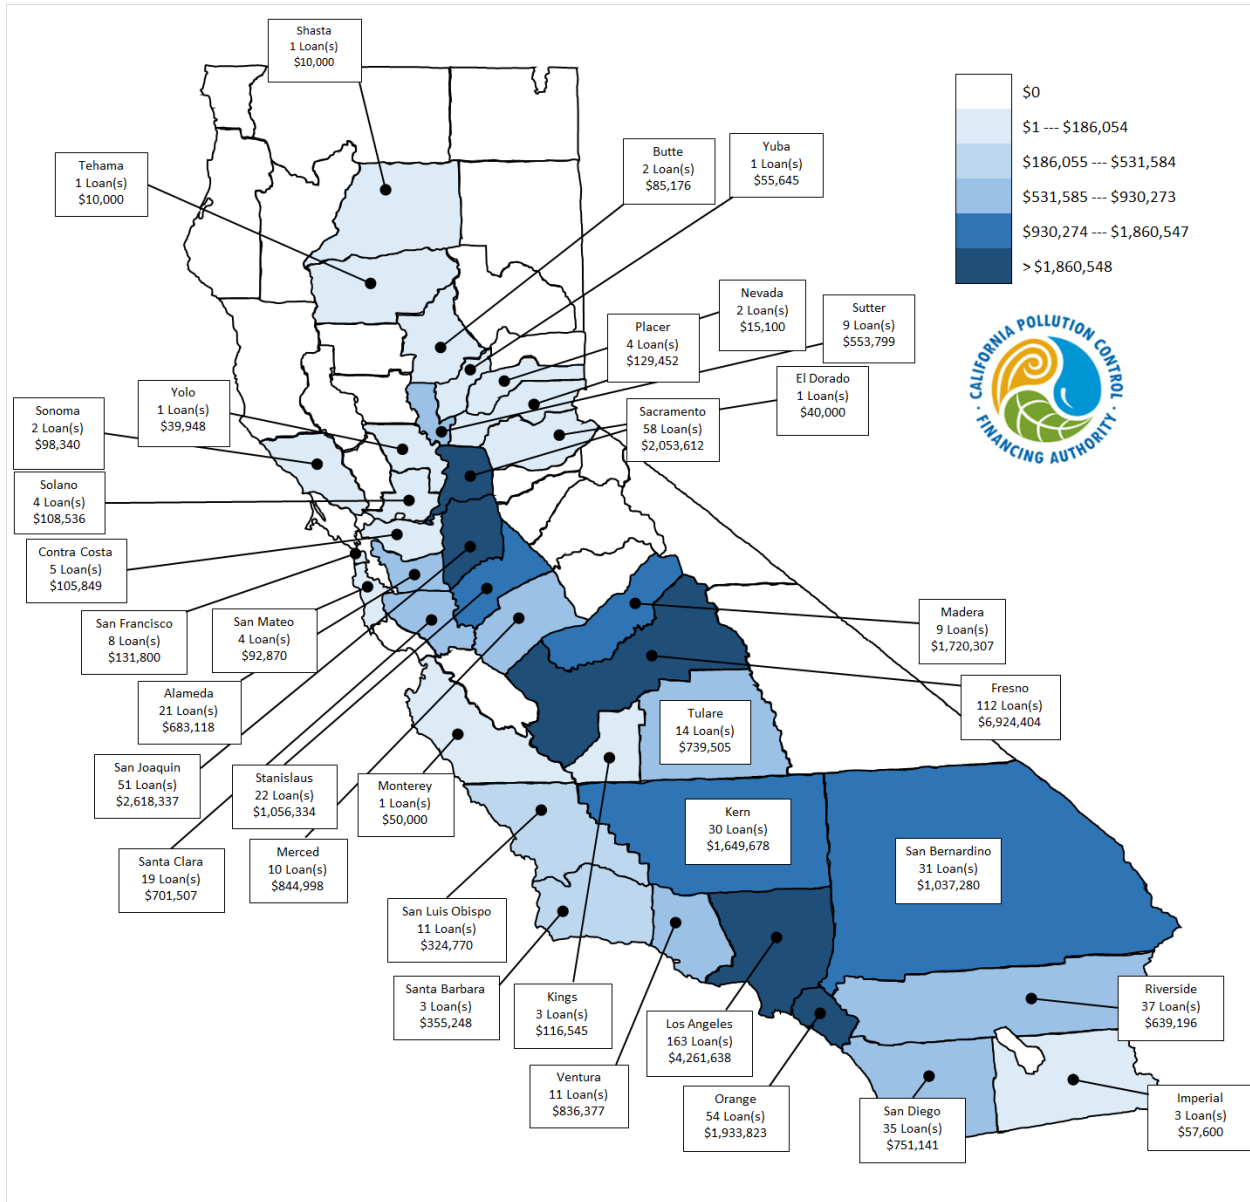 Shasta
1 Loan(s)
$10,000
$0
$1 --- $186,054
$186,055 --- $531,584
$531,585 --- $930,273
$930,274 --- $1,860,547
> $1,860,548
CALIFORNIA POLLUTION CONTROL
· FINANCING AUTHORITY ·
Tehama
1 Loan(s)
$10,000
Butte
2 Loan(s)
$85,176
Yuba
1 Loan(s)
$55,645
Nevada
2 Loan(s)
$15,100
Sutter
9 Loan(s)
$553,799
Placer
4 Loan(s)
$129,452
El Dorado
1 Loan(s)
$40,000
Yolo
1 Loan(s)
$39,948
Sonoma
2 Loan(s)
$98,340
Sacramento
58 Loan(s)
$2,053,612
Solano
4 Loan(s)
$108,536
Contra Costa
5 Loan(s)
$105,849
San Francisco
8 Loan(s)
$131,800
San Mateo
4 Loan(s)
$92,870
Madera
9 Loan(s)
$1,720,307
Alameda
21 Loan(s)
$683,118
Fresno
112 Loan(s)
$6,924,404
Tulare
14 Loan(s)
$739,505
San Joaquin
51 Loan(s)
$2,618,337
Stanislaus
22 Loan(s)
$1,056,334
Monterey
1 Loan(s)
$50,000
Kern
30 Loan(s)
$1,649,678
Santa Clara
19 Loan(s)
$701,507
Merced
10 Loan(s)
$844,998
San Bernardino
31 Loan(s)
$1,037,280
San Luis Obispo
11 Loan(s)
$324,770
Santa Barbara
3 Loan(s)
$355,248
Kings
3 Loan(s)
$116,545
Los Angeles
163 Loan(s)
$4,261,638
Riverside
37 Loan(s)
$639,196
Ventura
11 Loan(s)
$836,377
Orange
54 Loan(s)
$1,933,823
San Diego
35 Loan(s)
$751,141
Imperial
3 Loan(s)
$57,600